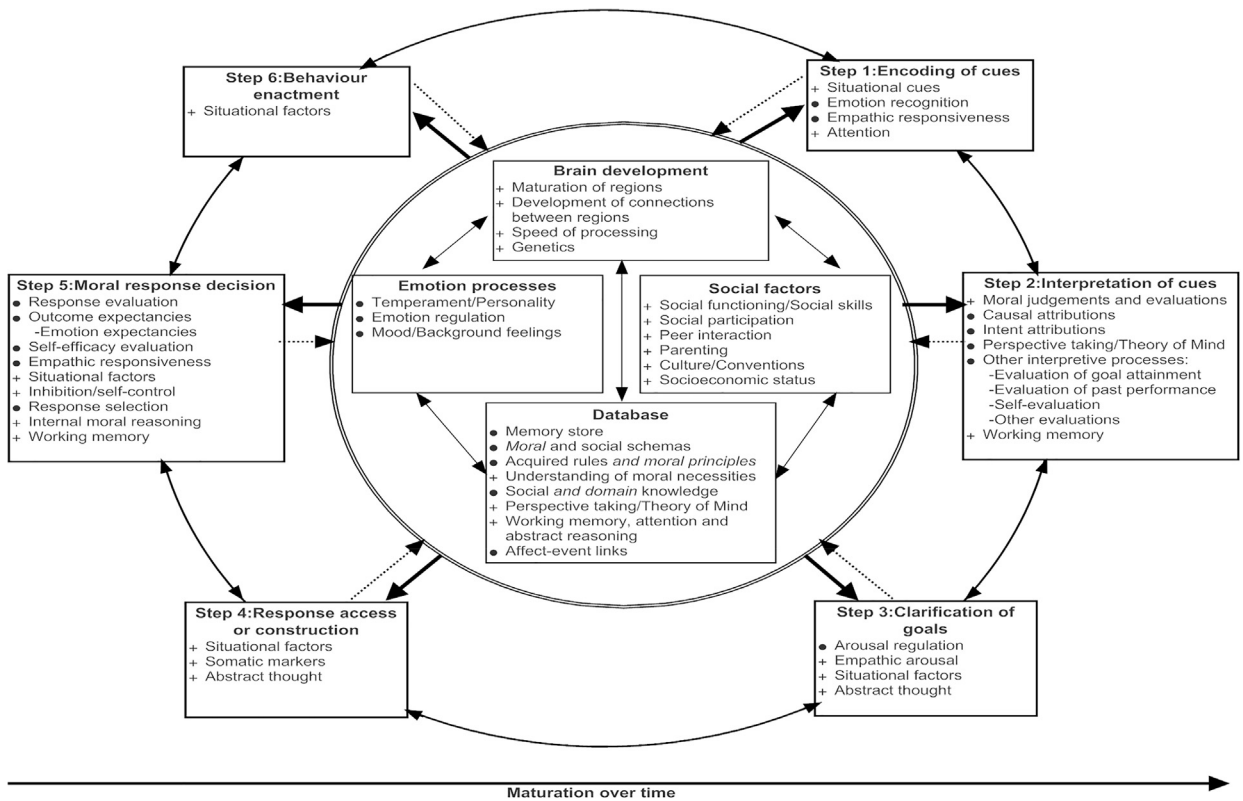 Step 6:Behaviour
enactment
+ Situational factors
Step 1:Encoding of cues
+ Situational cues
● Emotion recognition
● Empathic responsiveness
+ Attention
Brain development
+ Maturation of regions
+ Development of connections
between regions
+ Speed of processing
+ Genetics
Step 5:Moral response decision
● Response evaluation
● Outcome expectancies
-Emotion expectancies
● Self-efficacy evaluation
● Empathic responsiveness
+ Situational factors
+ Inhibition/self-control
● Response selection
+ Internal moral reasoning
+ Working memory
Emotion processes
● Temperament/Personality
● Emotion regulation
● Mood/Background feelings
Social factors
+ Social functioning/Social skills
+ Social participation
+ Peer interaction
+ Parenting
+ Culture/Conventions
+ Socioeconomic status
Step 2:Interpretation of cues
+ Moral judgements and evaluations
● Causal attributions
● Intent attributions
● Perspective taking/Theory of Mind
● Other interpretive processes:
-Evaluation of goal attainment
-Evaluation of past performance
-Self-evaluation
-Other evaluations
+ Working memory
Database
● Memory store
● Moral and social schemas
● Acquired rules and moral principles
+ Understanding of moral necessities
● Social and domain knowledge
+ Perspective taking/Theory of Mind
+ Working memory, attention and
abstract reasoning
● Affect-event links
Step 4:Response access
or construction
+ Situational factors
+ Somatic markers
+ Abstract thought
Step 3:Clarification of
goals
● Arousal regulation
+ Empathic arousal
+ Situational factors
+ Abstract thought
Maturation over time